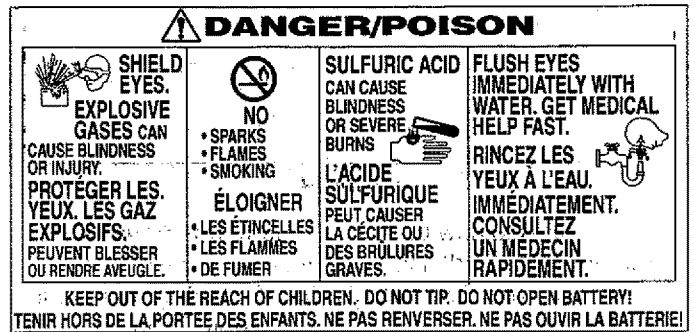 ⚠DANGER/POISON
SHIELD
EYES.
EXPLOSIVE
GASES CAN
CAUSE BLINDNESS
OR INJURY.
PROTÉGER LES.
YEUX. LES GAZ
EXPLOSIFS.
PEUVENT BLESSER
OU RENDRE AVEUGLE.
NO
• SPARKS
• FLAMES
• SMOKING
ÉLOIGNER
• LES ÉTINCELLES
• LES FLAMMES
• DE FUMER
SULFURIC ACID
CAN CAUSE
BLINDNESS
OR SEVERE
BURNS
L'ACIDE
SULFURIQUE
PEUT CAUSER
LA CÉCITE OU
DES BRÛLURES
GRAVES.
FLUSH EYES
IMMEDIATELY WITH
WATER. GET MEDICAL
HELP FAST.
RINCEZ LES
YEUX À L'EAU.
IMMÉDIATEMENT.
CONSULTEZ
UN MEDECIN
RAPIDEMENT.
KEEP OUT OF THE REACH OF CHILDREN. DO NOT TIP. DO NOT OPEN BATTERY!
TENIR HORS DE LA PORTEE DES ENFANTS. NE PAS RENVERSER. NE PAS OUVIR LA BATTERIE!